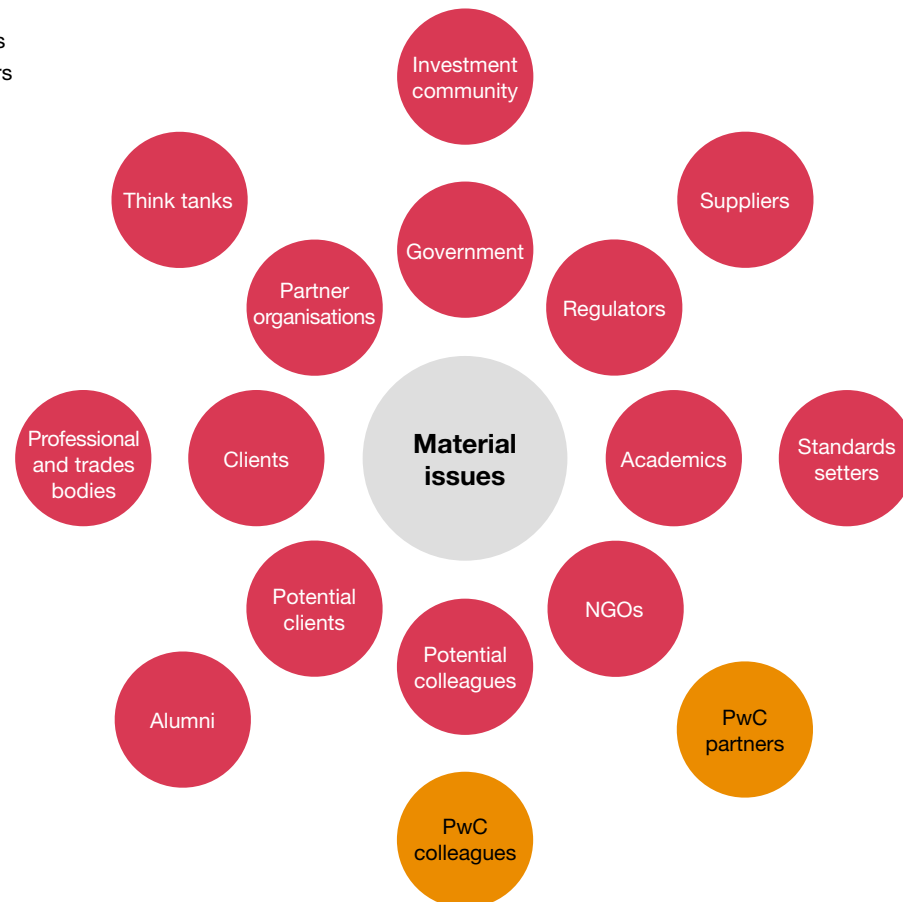 s
rs
Investment
community
Think tanks
Suppliers
Government
Partner
organisations
Regulators
Professional
and trades
bodies
Clients
Material
issues
Academics
Standards
setters
Potential
clients
NGOs
Potential
colleagues
Alumni
PwC
partners
PwC
colleagues